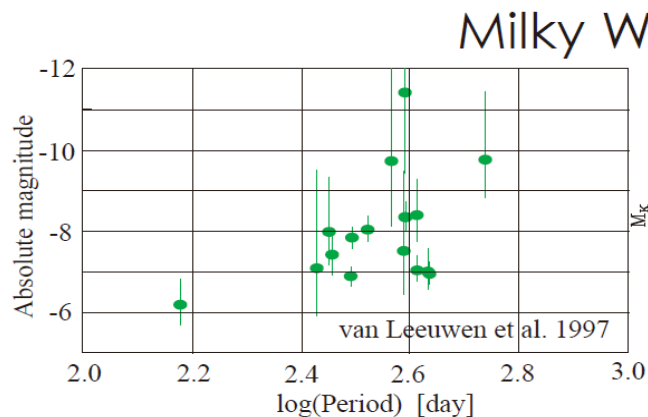 Milky W
-12
-10
-8
-6
Absolute magnitude
M_K
van Leeuwen et al. 1997
2.0 2.2 2.4 2.6 2.8 3.0
log(Period) [day]